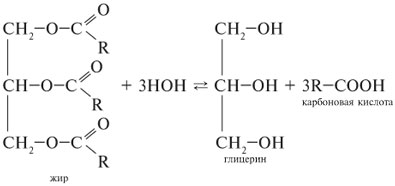 O
CH2—O—C
R
O
CH—O—C + 3HOH ⇄ CH—OH + 3R—COOH
R
O
CH2—O—C
R
CH2—OH
CH2—OH
карбоновая кислота
глицерин
жир